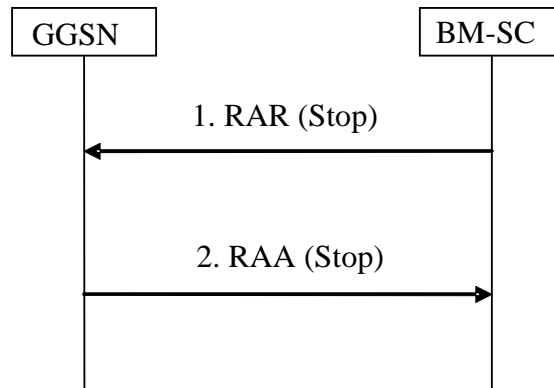 GGSN
BM-SC
1. RAR (Stop)
2. RAA (Stop)